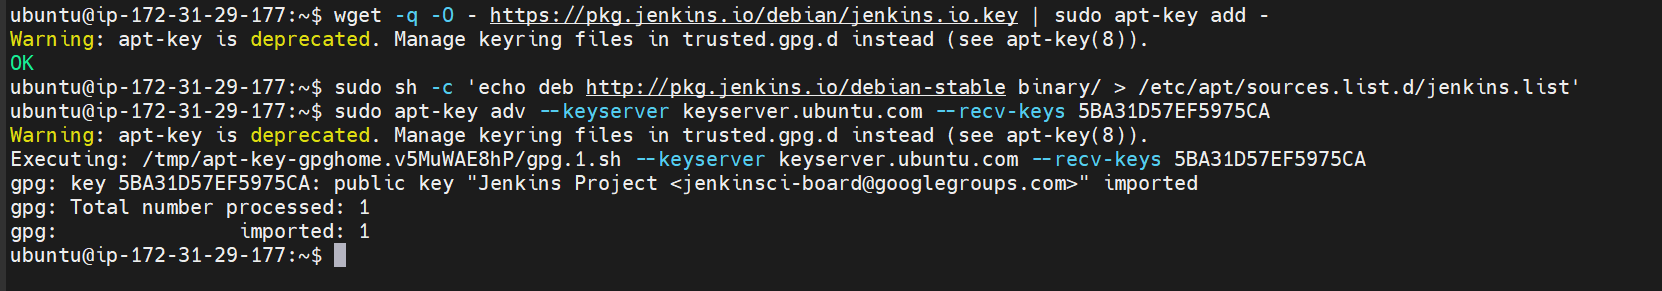 ubuntu@ip-172-31-29-177:~$ wget -q -O - https://pkg.jenkins.io/debian/jenkins.io.key | sudo apt-key add -
Warning: apt-key is deprecated. Manage keyring files in trusted.gpg.d instead (see apt-key(8)).
OK
ubuntu@ip-172-31-29-177:~$ sudo sh -c 'echo deb http://pkg.jenkins.io/debian-stable binary/ > /etc/apt/sources.list.d/jenkins.list'
ubuntu@ip-172-31-29-177:~$ sudo apt-key adv --keyserver keyserver.ubuntu.com --recv-keys 5BA31D57EF5975CA
Warning: apt-key is deprecated. Manage keyring files in trusted.gpg.d instead (see apt-key(8)).
Executing: /tmp/apt-key-gpghome.v5MuWAE8hP/gpg.1.sh --keyserver keyserver.ubuntu.com --recv-keys 5BA31D57EF5975CA
gpg: key 5BA31D57EF5975CA: public key "Jenkins Project <jenkinsci-board@googlegroups.com>" imported
gpg: Total number processed: 1
gpg:               imported: 1
ubuntu@ip-172-31-29-177:~$